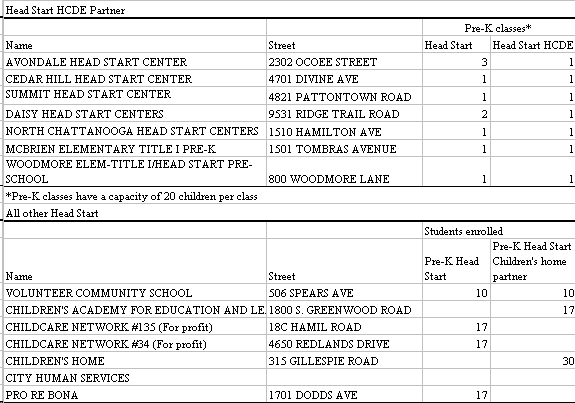 Head Start HCDE Partner
Pre-K classes*
Name Street Head Start Head Start HCDE
AVONDALE HEAD START CENTER 2302 OCOEE STREET 3 1
CEDAR HILL HEAD START CENTER 4701 DIVINE AVE 1 1
SUMMIT HEAD START CENTER 4821 PATTONTOWN ROAD 1 1
DAISY HEAD START CENTERS 9531 RIDGE TRAIL ROAD 2 1
NORTH CHATTANOOGA HEAD START CENTERS 1510 HAMILTON AVE 1 1
MCBRIEN ELEMENTARY TITLE I PRE-K 1501 TOMBRAS AVENUE 1 1
WOODMORE ELEM-TITLE I/HEAD START PRE-
SCHOOL 800 WOODMORE LANE 1 1
*Pre-K classes have a capacity of 20 children per class
All other Head Start
Students enrolled
Pre-K Head Start
Pre-K Head Children's home
Name Street Start partner
VOLUNTEER COMMUNITY SCHOOL 506 SPEARS AVE 10 10
CHILDREN'S ACADEMY FOR EDUCATION AND LE 1800 S. GREENWOOD ROAD 17
CHILDCARE NETWORK #135 (For profit) 18C HAMIL ROAD 17
CHILDCARE NETWORK #34 (For profit) 4650 REDLANDS DRIVE 17
CHILDREN'S HOME 315 GILLESPIE ROAD 30
CITY HUMAN SERVICES
PRO RE BONA 1701 DODDS AVE 17